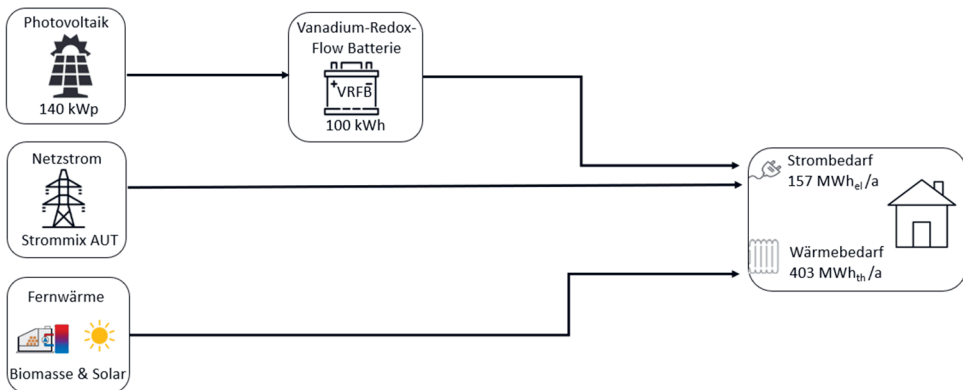 Photovoltaik
140 kWp
Vanadium-Redox-
Flow Batterie
+VRFB-
100 kWh
Netzstrom
Strommix AUT
Strombedarf
157 MWhel/a
Wärmebedarf
403 MWhth/a
Fernwärme
Biomasse & Solar